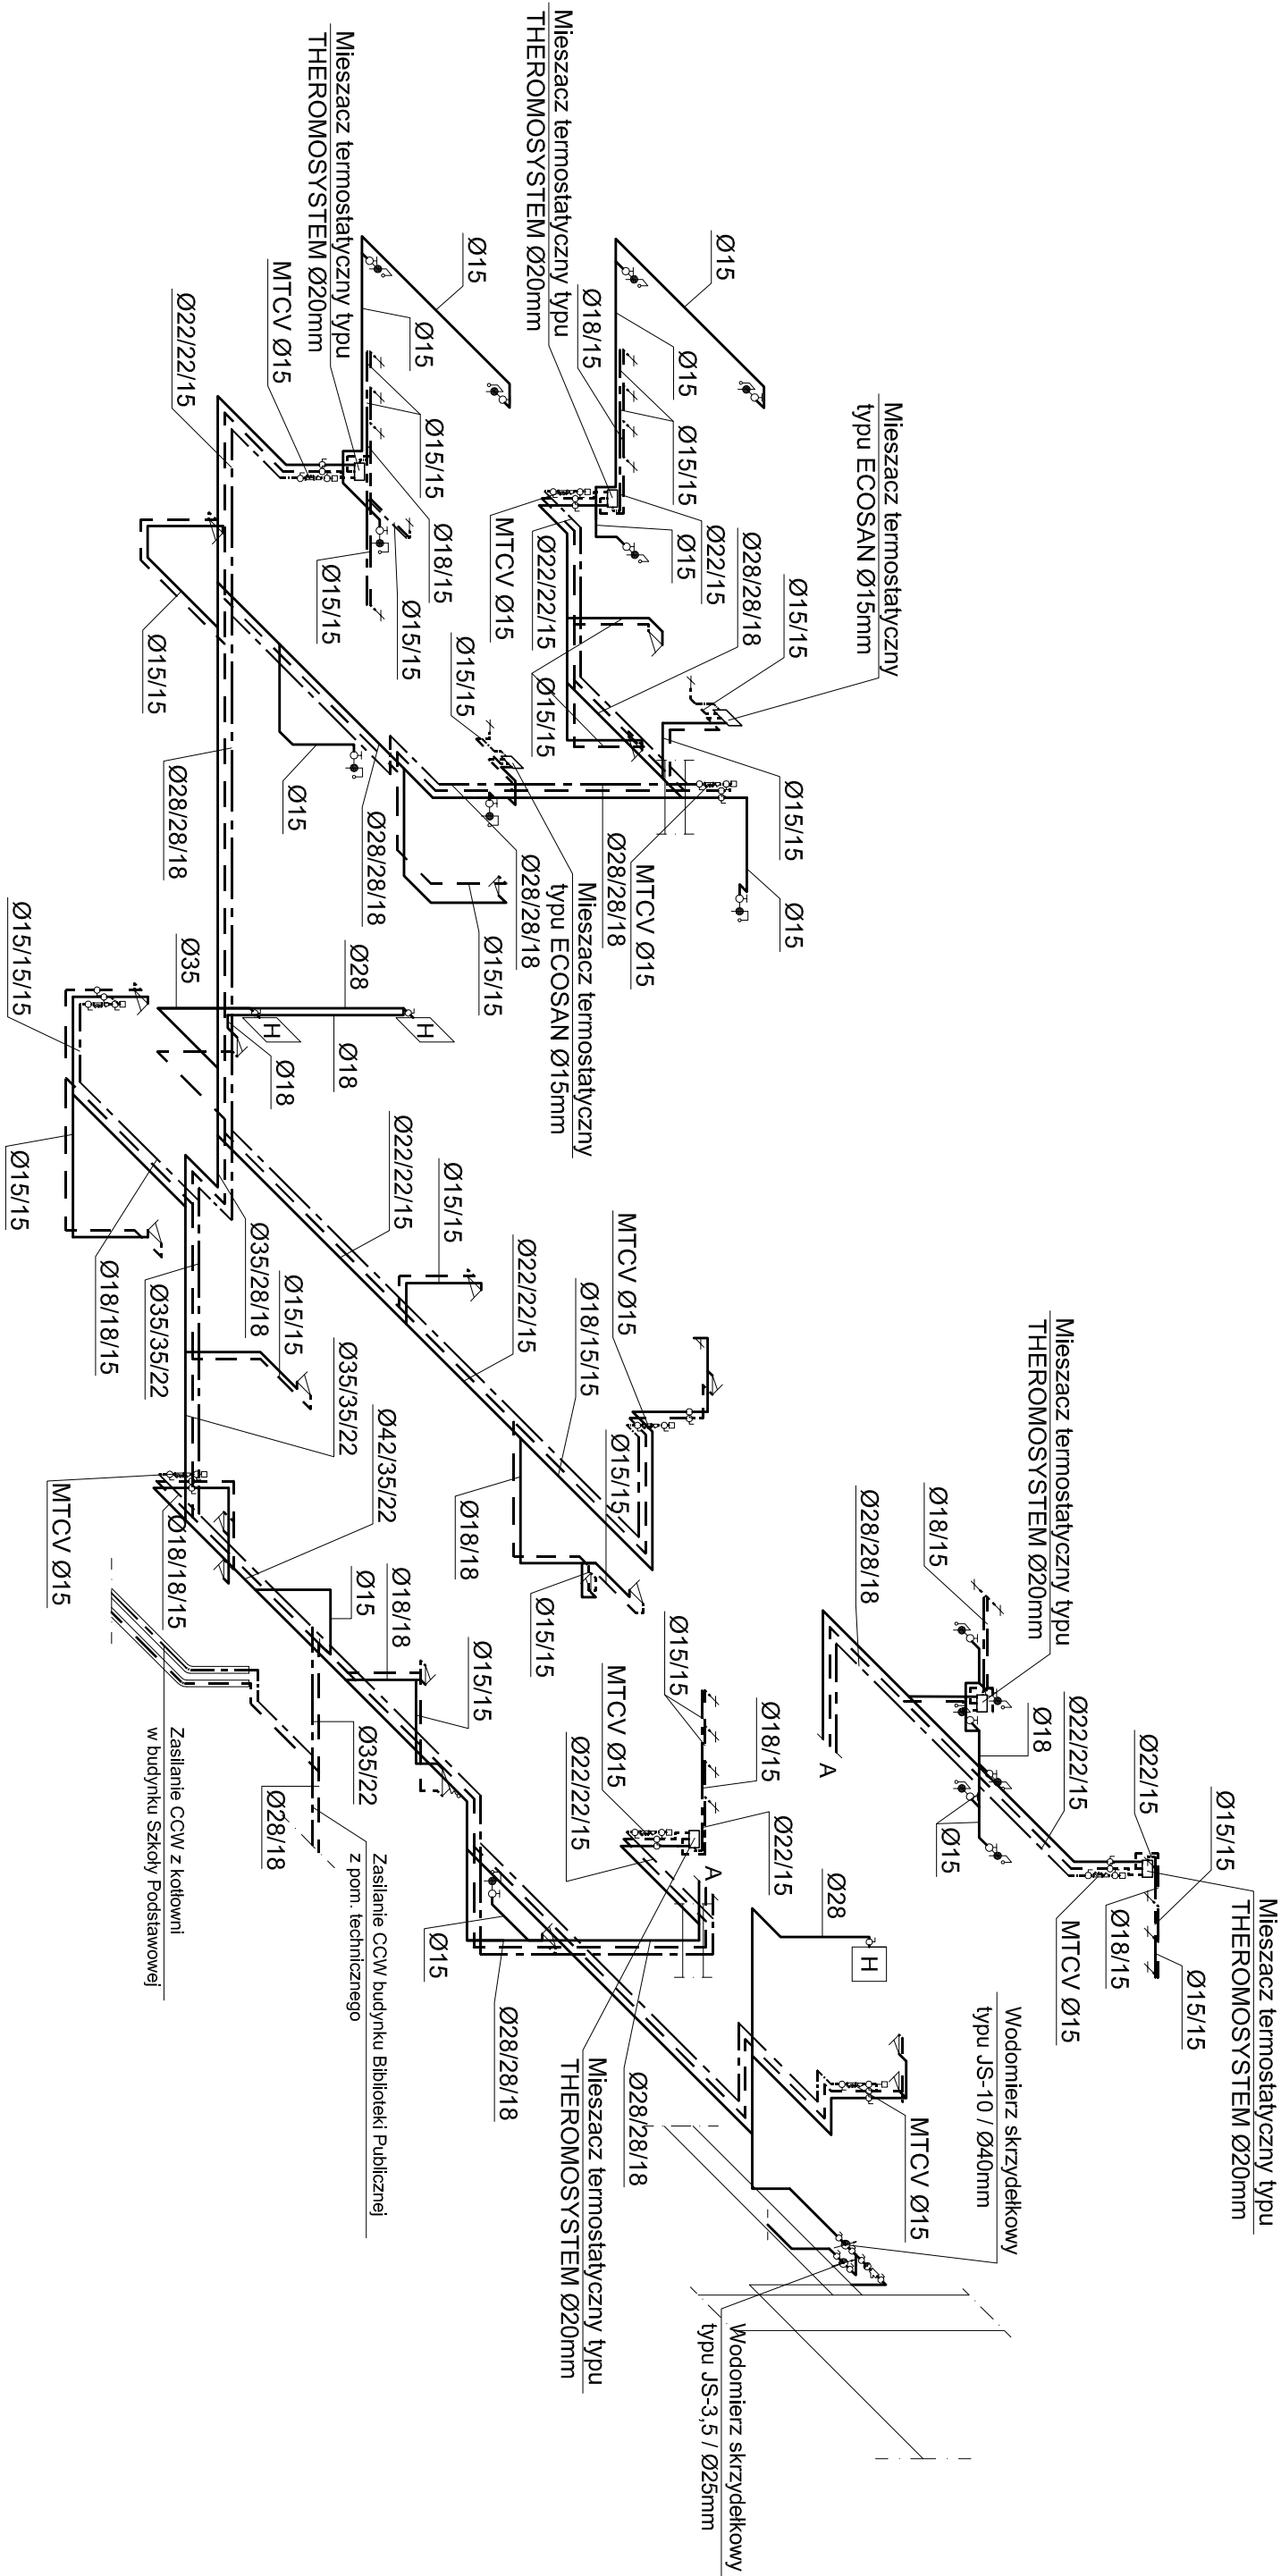 Mieszacz termostatyczny typu
THEROMOSYSTEM Ø20mm
Ø15/15
Ø15/15
Ø22/15
Ø18/15
Ø22/22/15
MTCV Ø15
Mieszacz termostatyczny typu
THEROMOSYSTEM Ø20mm
Ø18
Wodomierz skrzydełkowy
typu JS-10 / Ø40mm
Ø15
Ø18/15
MTCV Ø15
Mieszacz termostatyczny
typu ECOSAN Ø15mm
Ø28/28/18
H
Ø28
A
Ø15/15
Ø15/15
Ø15
Ø18/15
Ø22/15
Ø28/28/18
Wodomierz skrzydełkowy
typu JS-3,5 / Ø25mm
Ø15
Ø22/15
A
Ø15
Ø15/15
Ø15
Ø15/15
MTCV Ø15
Ø28/28/18
MTCV Ø15
Ø15/15
Ø28/28/18
MTCV Ø15
Mieszacz termostatyczny typu
THEROMOSYSTEM Ø20mm
Ø18/15
Ø18/15/15
Mieszacz termostatyczny
typu ECOSAN Ø15mm
Ø22/22/15
Mieszacz termostatyczny typu
THEROMOSYSTEM Ø20mm
Ø22/22/15
Ø15/15
Ø15/15
Ø28/28/18
Ø22/22/15
Ø28/28/18
MTCV Ø15
Ø15/15
Ø15
Ø18/18
Ø15/15
Ø15/15
Ø15/15
Ø18/15
Ø15
Ø15/15
Ø15
H
Ø15/15
Ø22/22/15
Ø18/18
Ø42/35/22
Zasilanie CCW budynku Biblioteki Publicznej
z pom. technicznego
Ø28/28/18
Ø15
Ø35/22
Ø28
Mieszacz termostatyczny typu
THEROMOSYSTEM Ø20mm
Ø35/35/22
Ø18
Ø15/15
Ø15
Ø15/15
Ø18
MTCV Ø15
Ø28/18
H
Ø35/28/18
Ø35
Ø28/28/18
Zasilanie CCW z kotłowni
w budynku Szkoły Podstawowej
Ø18/18/15
Ø22/22/15
Ø35/35/22
Ø15/15
Ø18/18/15
MTCV Ø15
Ø15/15/15
Ø15/15